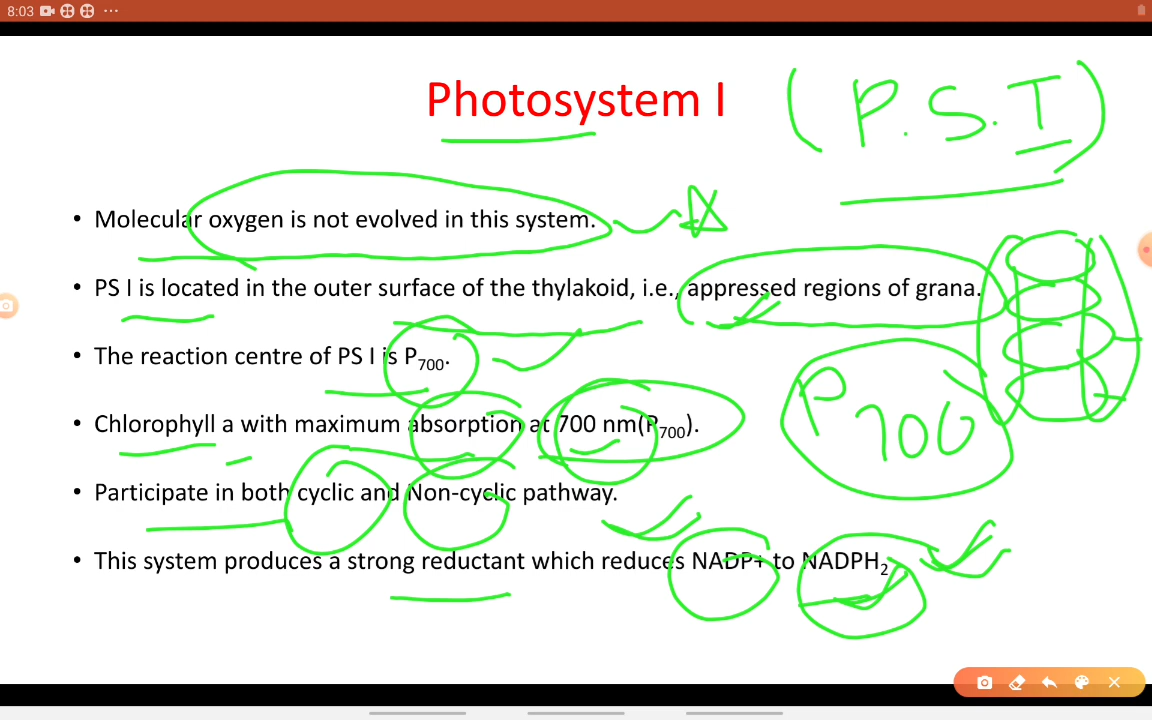 8:03
Photosystem I (P.S.I)
• Molecular oxygen is not evolved in this system.
• PS I is located in the outer surface of the thylakoid, i.e., appressed regions of grana.
• The reaction centre of PS I is P700.
P700
• Chlorophyll a with maximum absorption at 700 nm(P700).
• Participate in both cyclic and Non-cyclic pathway.
• This system produces a strong reductant which reduces NADP+ to NADPH2